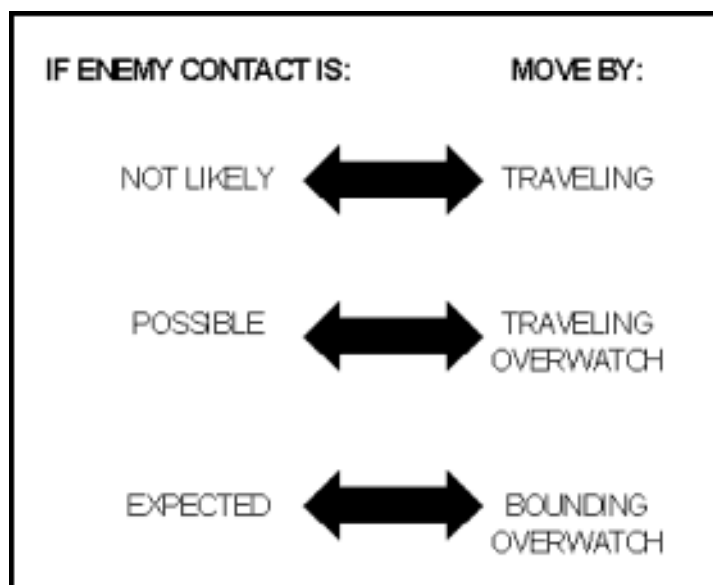 IF ENEMY CONTACT IS: MOVE BY:
NOT LIKELY TRAVELING
POSSIBLE TRAVELING
OVERWATCH
EXPECTED BOUNDING
OVERWATCH